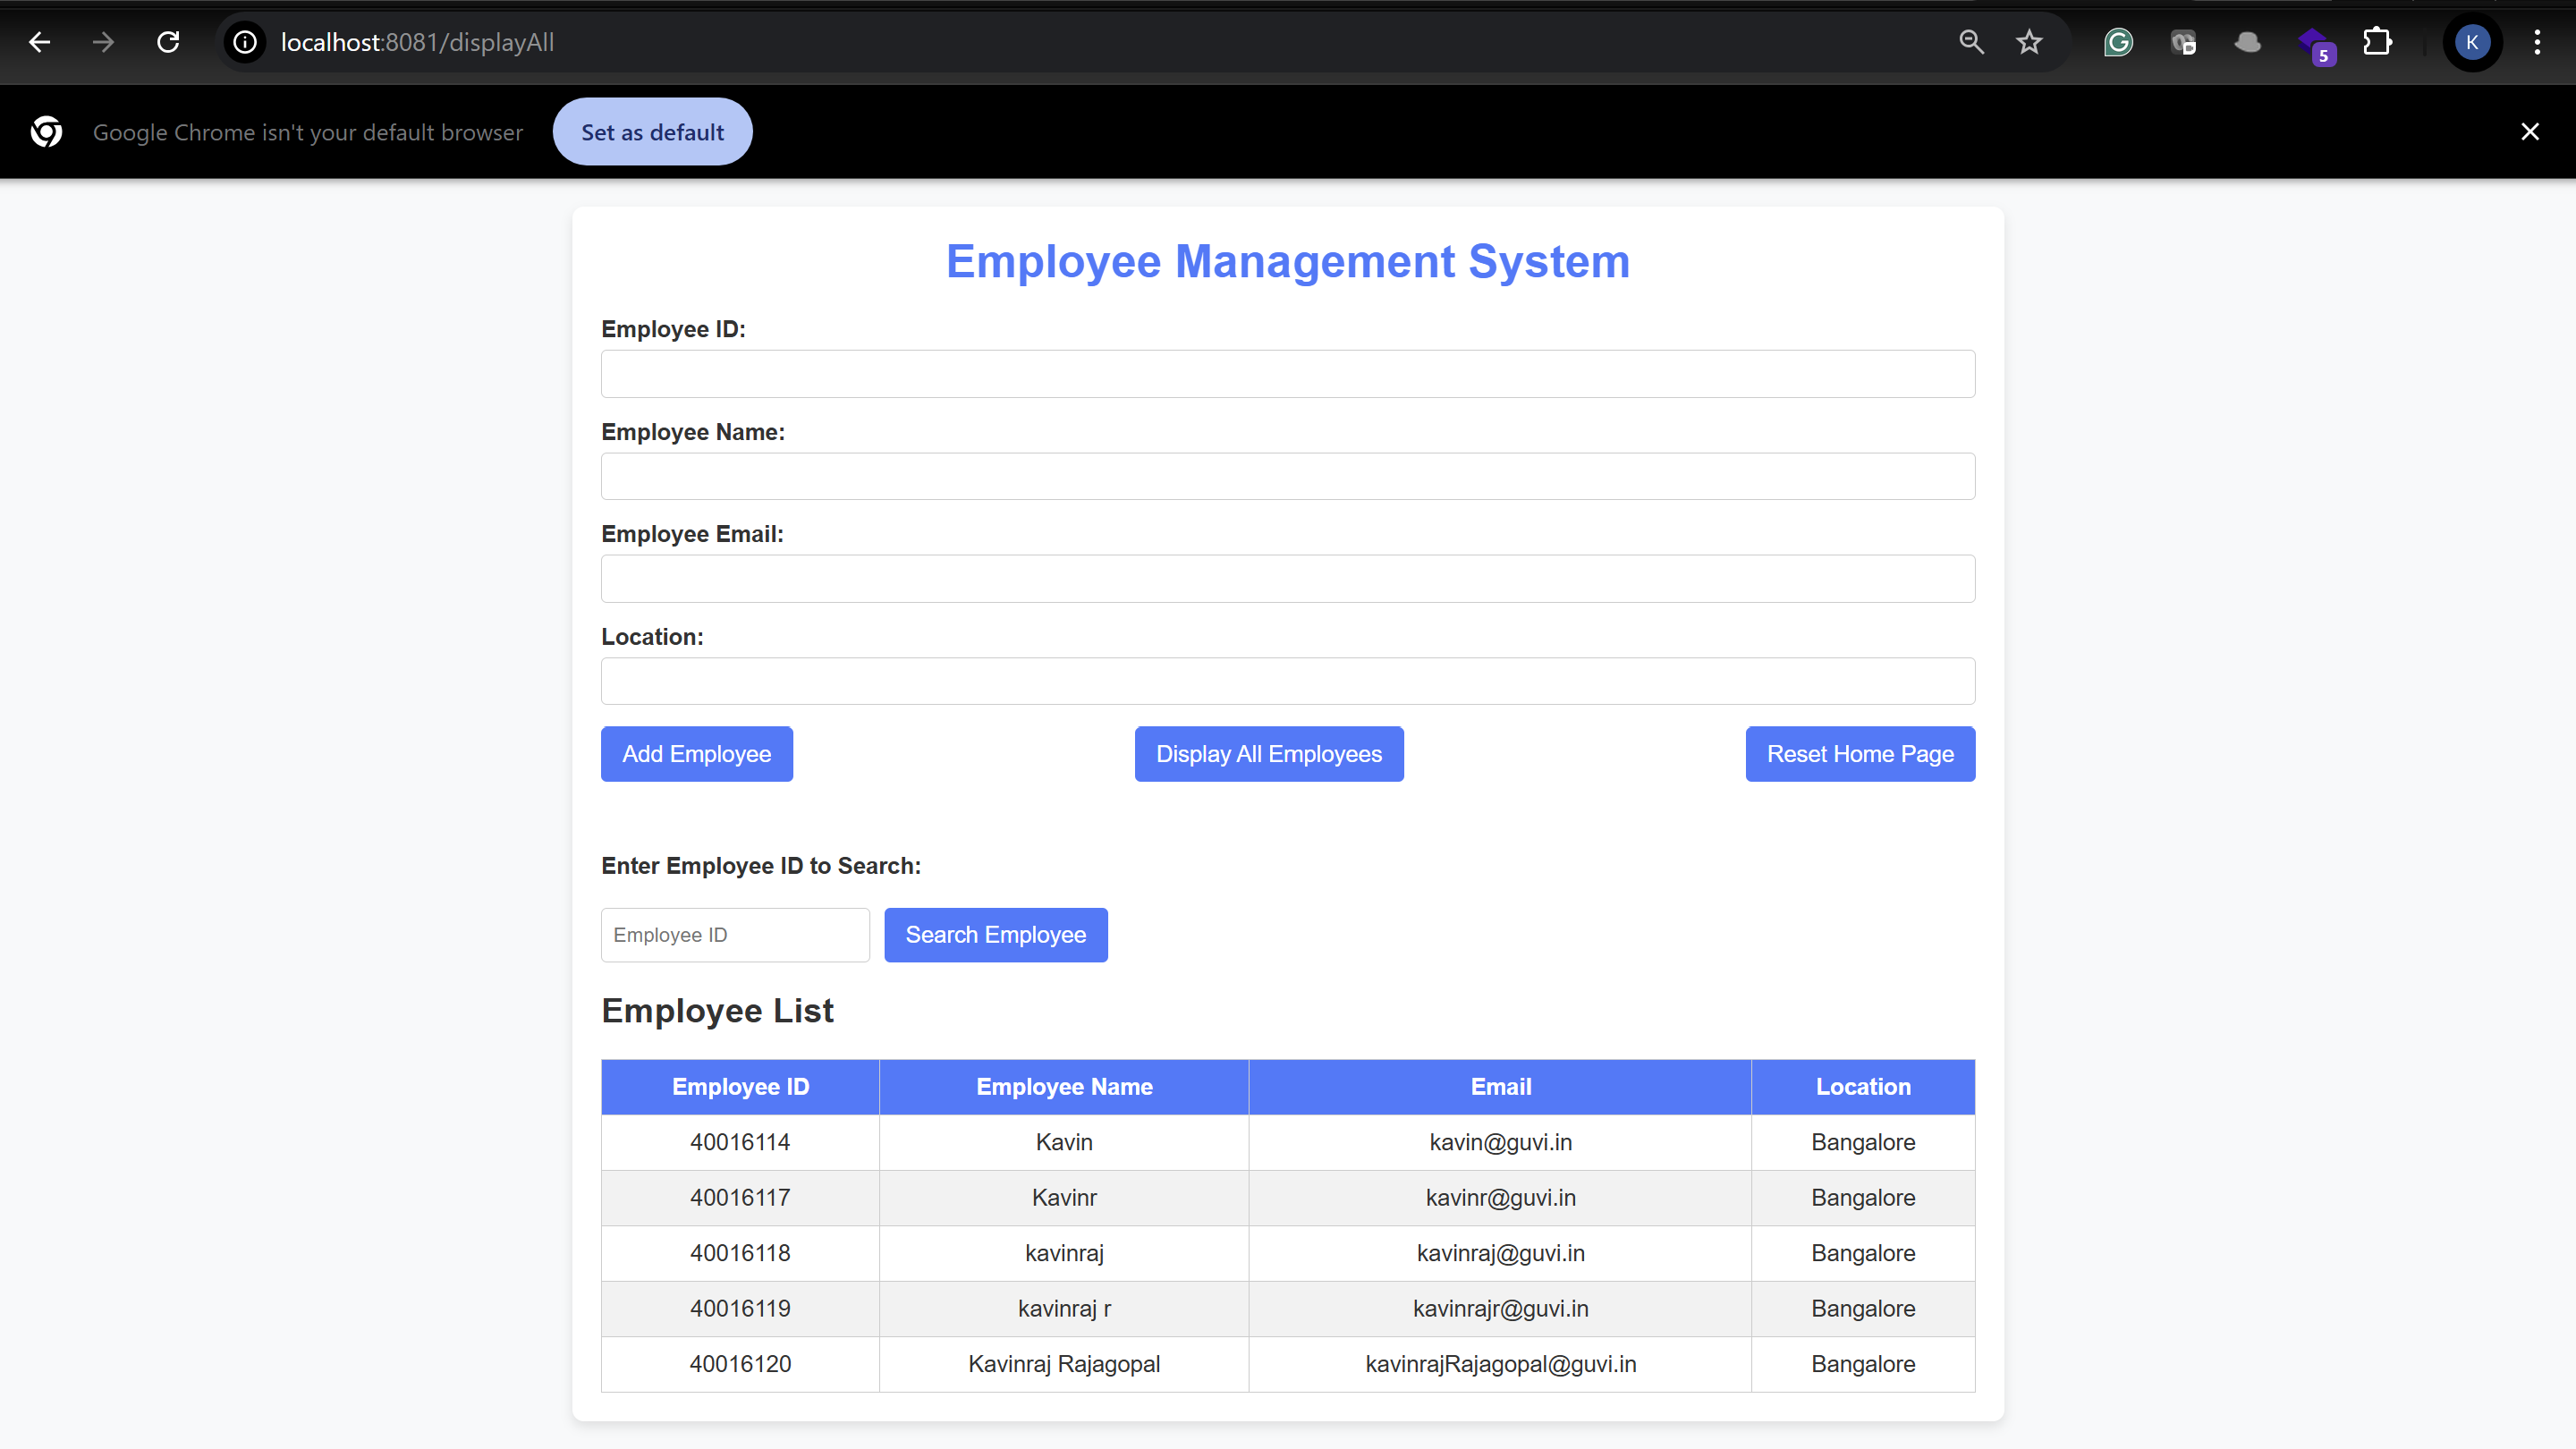 localhost:8081/displayAll
5
K
Google Chrome isn't your default browser Set as default
Employee Management System
Employee ID:
Employee Name:
Employee Email:
Location:
Add Employee Display All Employees Reset Home Page
Enter Employee ID to Search:
Employee ID Search Employee
Employee List
Employee ID Employee Name Email Location
40016114 Kavin kavin@guvi.in Bangalore
40016117 Kavinr kavinr@guvi.in Bangalore
40016118 kavinraj kavinraj@guvi.in Bangalore
40016119 kavinraj r kavinrajr@guvi.in Bangalore
40016120 Kavinraj Rajagopal kavinrajRajagopal@guvi.in Bangalore